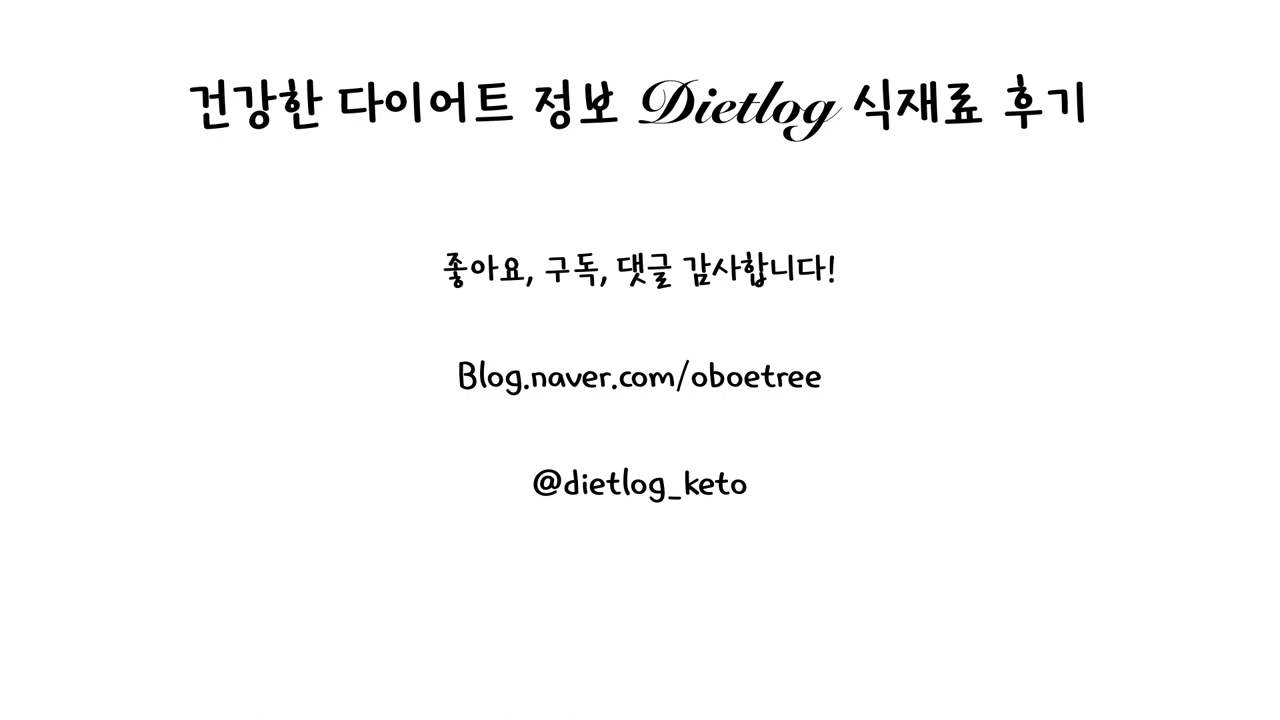 건강한 다이어트 정보 Dietlog 식재료 후기
좋아요, 구독, 댓글 감사합니다!
Blog.naver.com/oboetree
@dietlog_keto